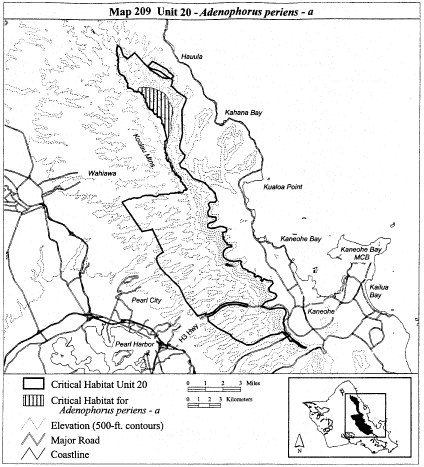 Map 209 Unit 20 - Adenophorus periens - a
Hauula
Kahana Bay
Koolau Mtns
Wahiawa
Kualoa Point
Kaneohe Bay
Kaneohe Bay
MCB
Kailua
Bay
Kaneohe
Pearl City
H3 Hwy
Pearl Harbor
Critical Habitat Unit 20
Critical Habitat for
Adenophorus periens - a
Elevation (500-ft. contours)
Major Road
Coastline
0 1 2 3 Miles
0 1 2 3 Kilometers
N